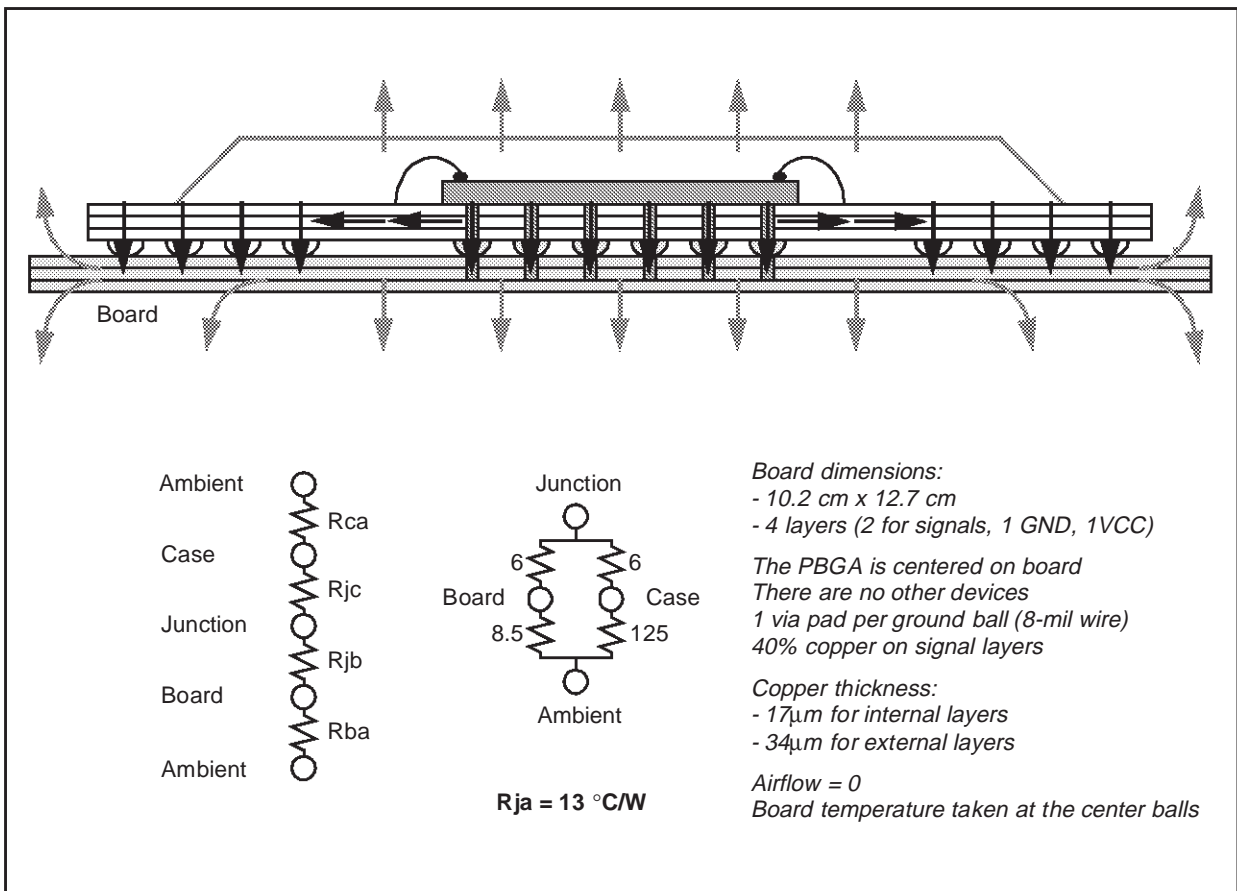 Board
Ambient
Rca
Case
Rjc
Junction
Rjb
Board
Rba
Ambient
Junction
6
6
Board
Case
8.5
125
Ambient
Rja = 13 °C/W
Board dimensions:
- 10.2 cm x 12.7 cm
- 4 layers (2 for signals, 1 GND, 1VCC)
The PBGA is centered on board
There are no other devices
1 via pad per ground ball (8-mil wire)
40% copper on signal layers
Copper thickness:
- 17μm for internal layers
- 34μm for external layers
Airflow = 0
Board temperature taken at the center balls